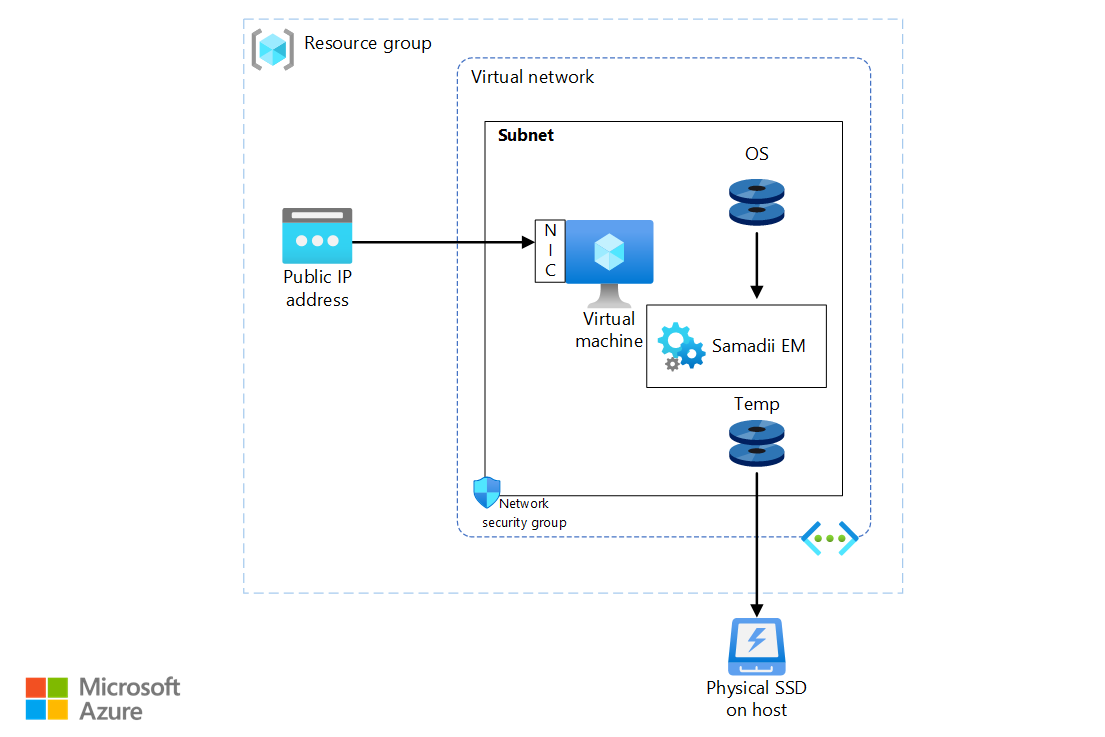 Resource group
Virtual network
Subnet
OS
Public IP
address
N
I
C
Virtual
machine
Samadii EM
Temp
Network
security group
Physical SSD
on host
Microsoft
Azure